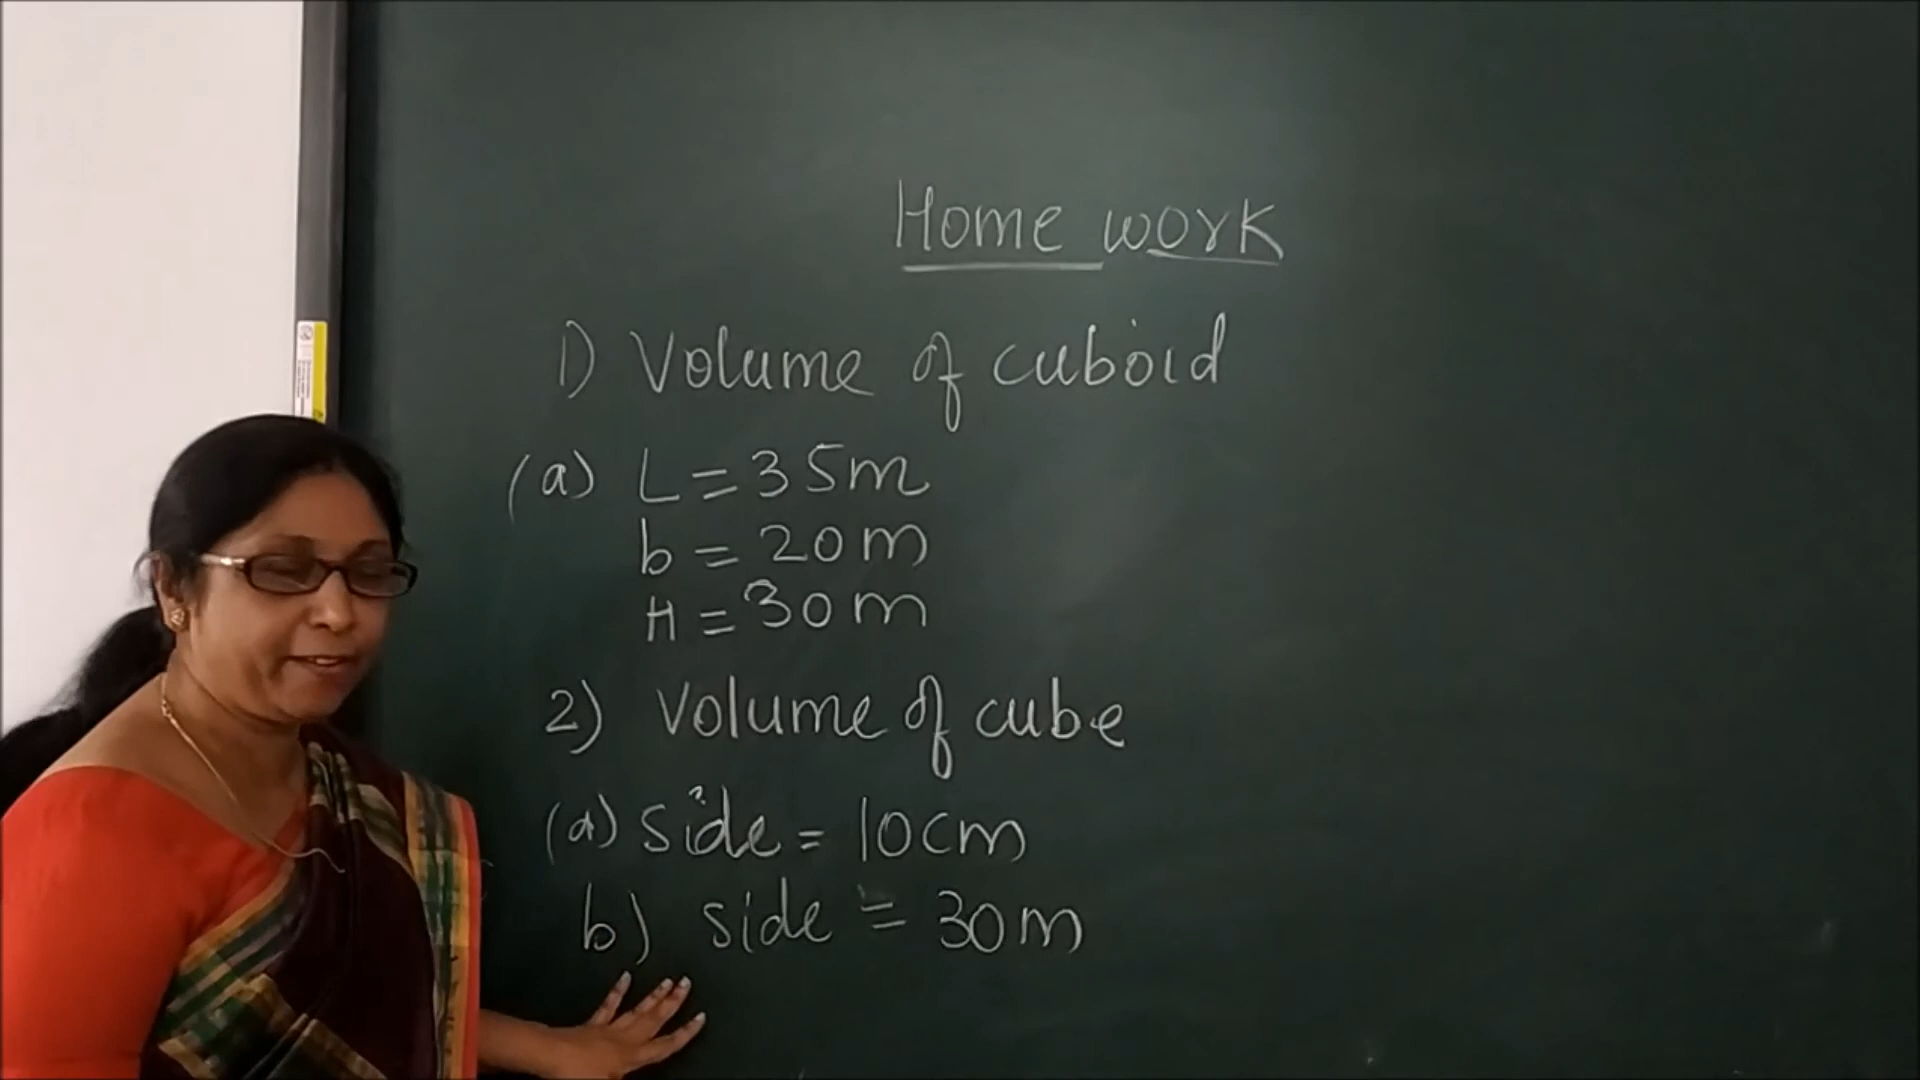 Home work
1) Volume of cuboid
(a) L = 35m
b = 20m
H = 30m
2) Volume of cube
(a) side = 10cm
b) side = 30m